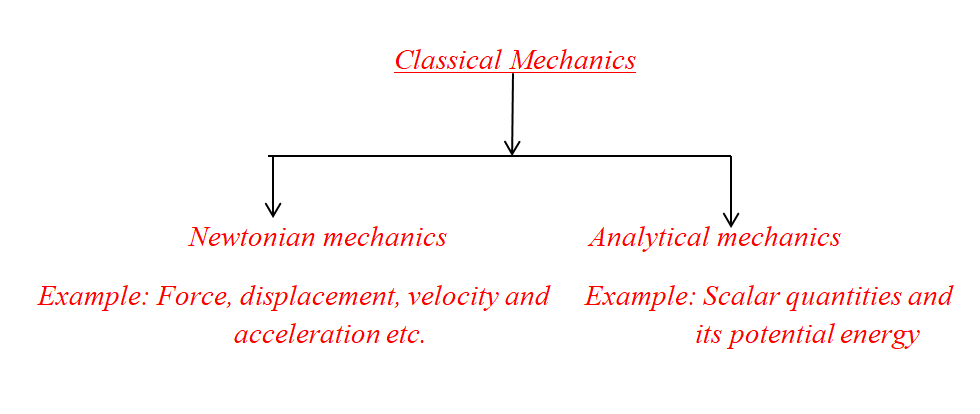 Classical Mechanics
Newtonian mechanics
Analytical mechanics
Example: Force, displacement, velocity and
acceleration etc.
Example: Scalar quantities and
its potential energy